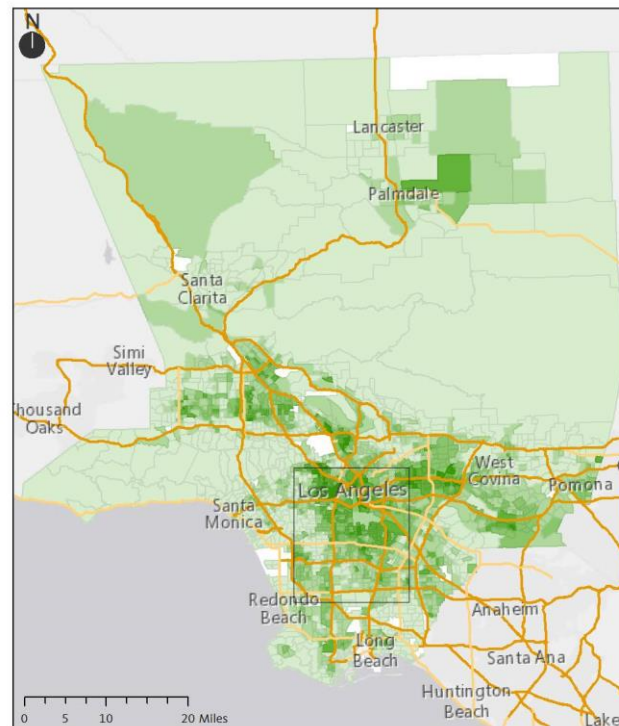 N
Lancaster
Palmdale
Santa
Clarita
Simi
Valley
Thousand
Oaks
West
Covina
Pomona
Los Angeles
Santa
Monica
Redondo
Beach
Anaheim
Long
Beach
Santa Ana
Huntington
Beach
Lake
0 5 10 20 Miles